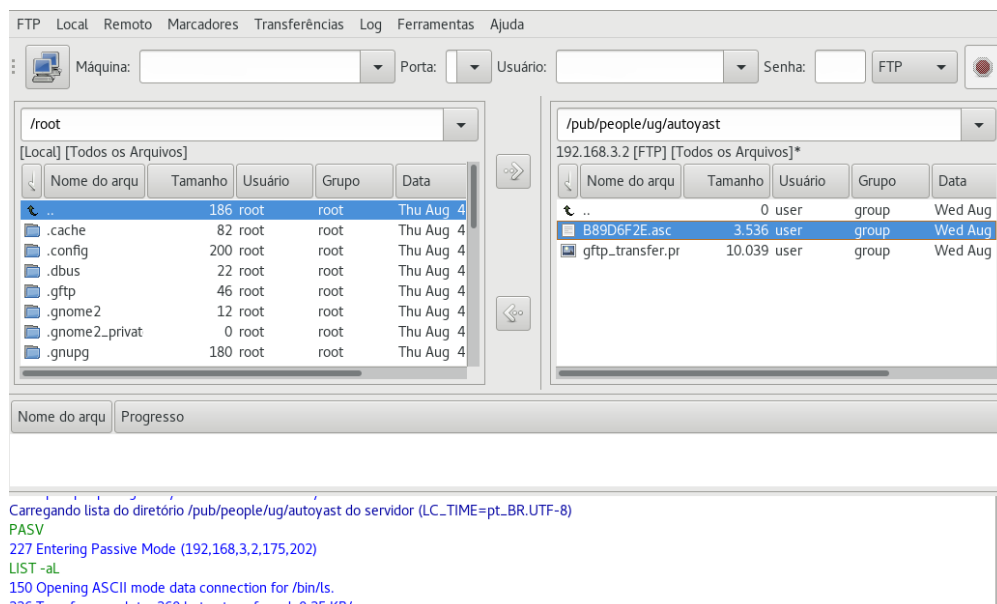 FTP Local Remoto Marcadores Transferências Log Ferramentas Ajuda
Máquina: Porta: Usuário: Senha: FTP
/root
[Local] [Todos os Arquivos]
Nome do arqu Tamanho Usuário Grupo Data
.. 186 root root Thu Aug 4
.cache 82 root root Thu Aug 4
.config 200 root root Thu Aug 4
.dbus 22 root root Thu Aug 4
.gftp 46 root root Thu Aug 4
.gnome2 12 root root Thu Aug 4
.gnome2_privat 0 root root Thu Aug 4
.gnupg 180 root root Thu Aug 4
/pub/people/ug/autoyast
192.168.3.2 [FTP] [Todos os Arquivos]*
Nome do arqu Tamanho Usuário Grupo Data
.. 0 user group Wed Aug
B89D6F2E.asc 3.536 user group Wed Aug
gftp_transfer.pr 10.039 user group Wed Aug
Nome do arqu Progresso
Carregando lista do diretório /pub/people/ug/autoyast do servidor (LC_TIME=pt_BR.UTF-8)
PASV
227 Entering Passive Mode (192,168,3,2,175,202)
LIST -aL
150 Opening ASCII mode data connection for /bin/ls.